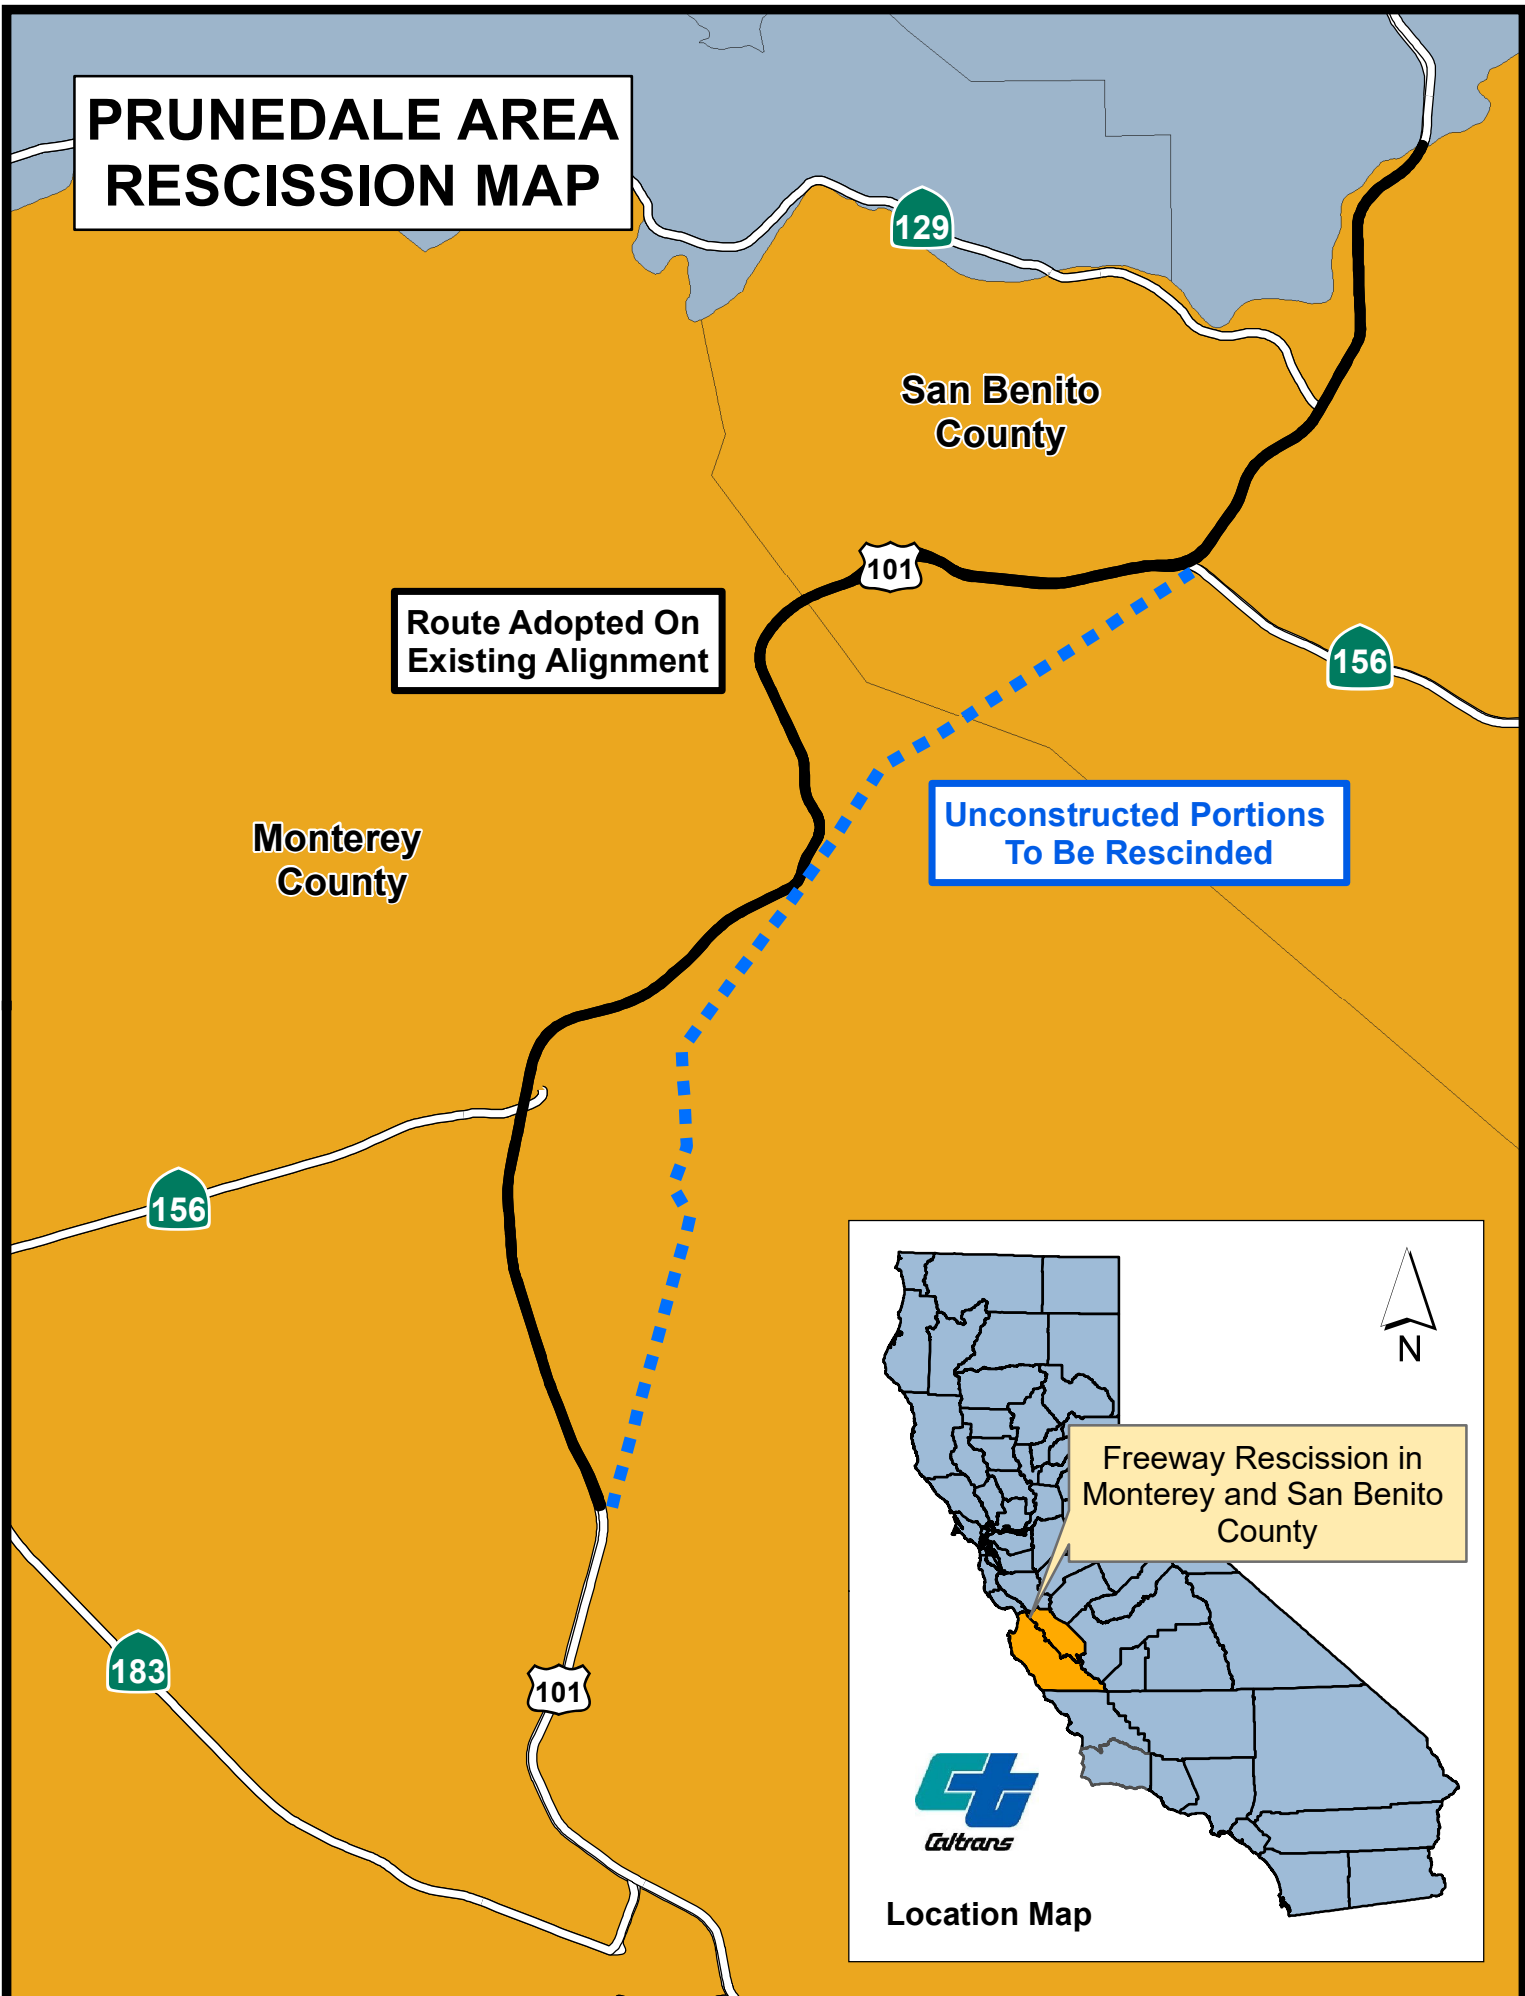 PRUNEDALE AREA
RESCISSION MAP
129
San Benito
County
101
Route Adopted On
Existing Alignment
156
Unconstructed Portions
To Be Rescinded
Monterey
County
156
N
Freeway Rescission in
Monterey and San Benito
County
183
101
Caltrans
Location Map